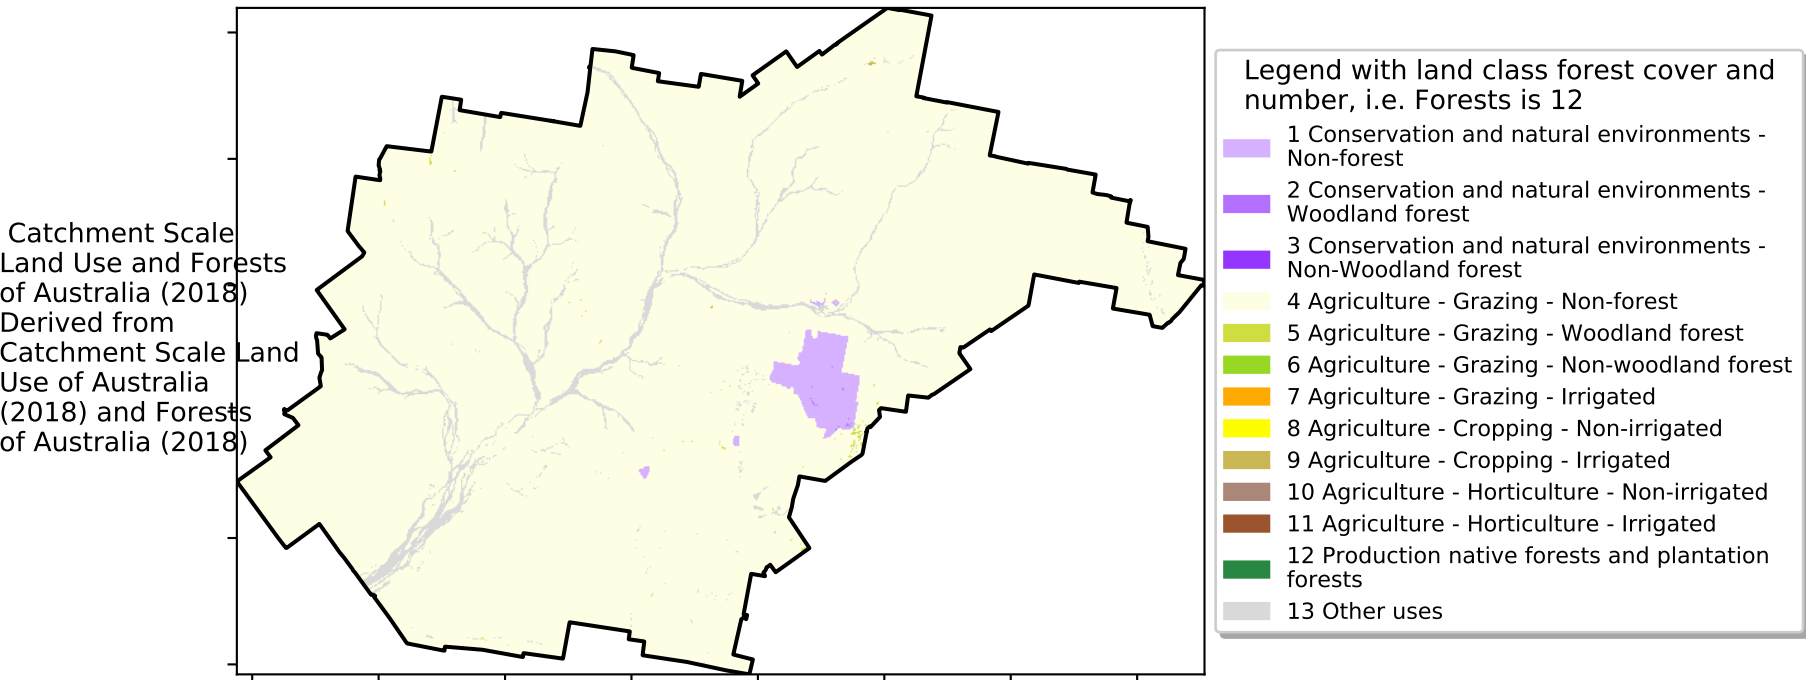 Catchment Scale
Land Use and Forests
of Australia (2018)
Derived from
Catchment Scale Land
Use of Australia
(2018) and Forests
of Australia (2018)
Legend with land class forest cover and
number, i.e. Forests is 12
1 Conservation and natural environments -
Non-forest
2 Conservation and natural environments -
Woodland forest
3 Conservation and natural environments -
Non-Woodland forest
4 Agriculture - Grazing - Non-forest
5 Agriculture - Grazing - Woodland forest
6 Agriculture - Grazing - Non-woodland forest
7 Agriculture - Grazing - Irrigated
8 Agriculture - Cropping - Non-irrigated
9 Agriculture - Cropping - Irrigated
10 Agriculture - Horticulture - Non-irrigated
11 Agriculture - Horticulture - Irrigated
12 Production native forests and plantation
forests
13 Other uses